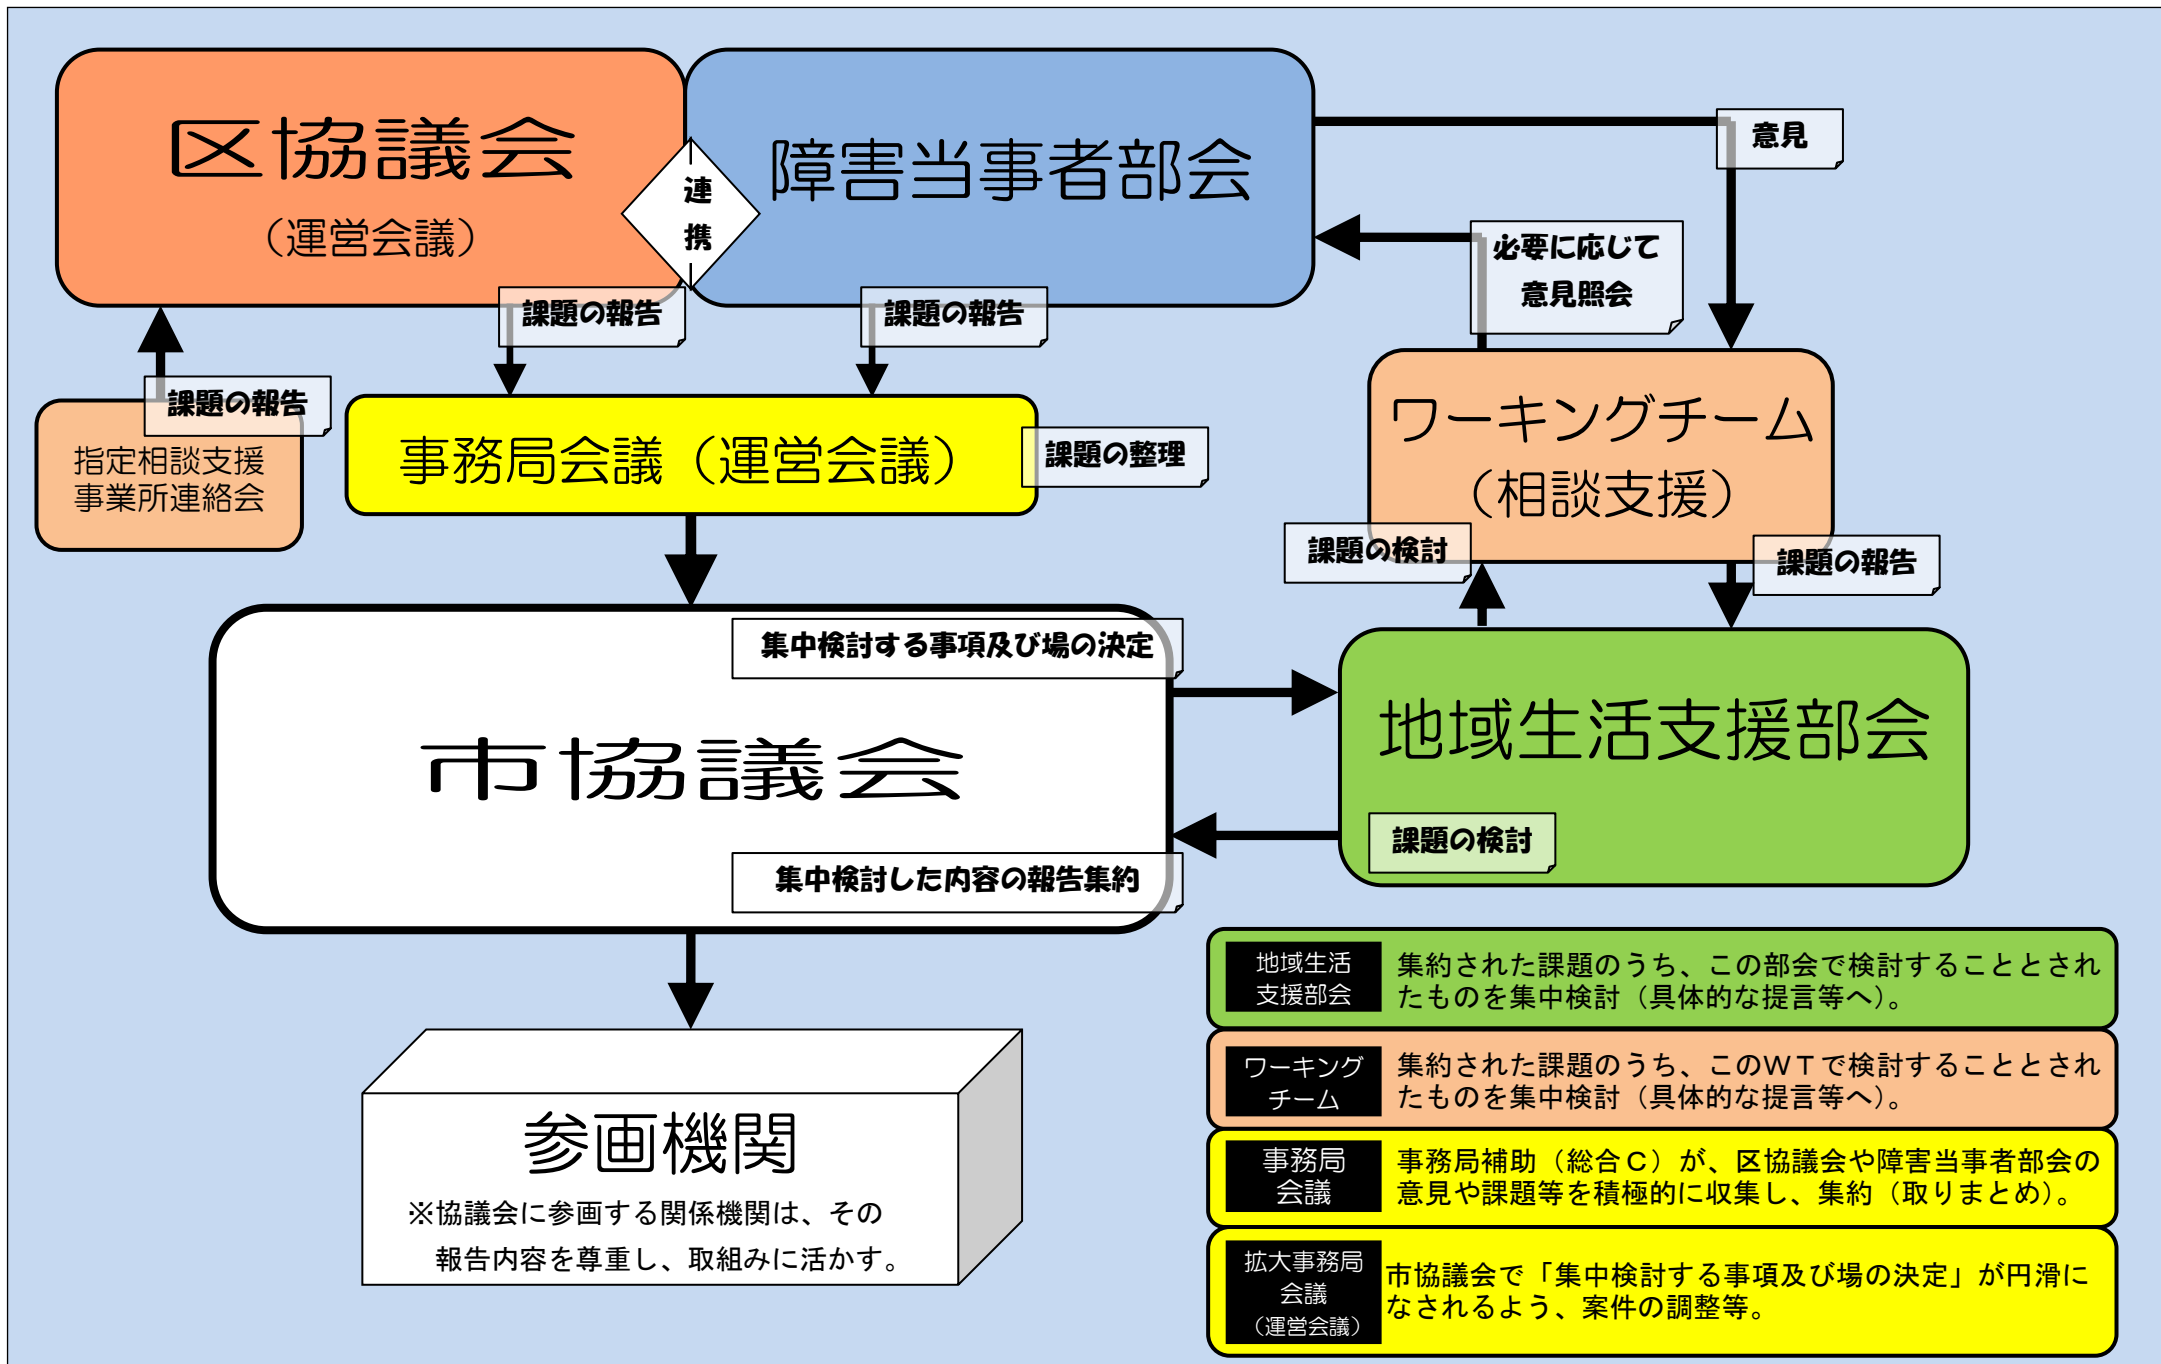 区協議会
（運営会議）
連
携
障害当事者部会
意見
必要に応じて
意見照会
課題の報告
課題の報告
課題の報告
指定相談支援
事業所連絡会
事務局会議（運営会議）
課題の整理
ワーキングチーム
（相談支援）
課題の検討
課題の報告
集中検討する事項及び場の決定
市協議会
集中検討した内容の報告集約
地域生活支援部会
課題の検討
参画機関
※協議会に参画する関係機関は、その
報告内容を尊重し、取組みに活かす。
地域生活
支援部会
集約された課題のうち、この部会で検討することとされ
たものを集中検討（具体的な提言等へ）。
ワーキング
チーム
集約された課題のうち、このＷＴで検討することとされ
たものを集中検討（具体的な提言等へ）。
事務局
会議
事務局補助（総合Ｃ）が、区協議会や障害当事者部会の
意見や課題等を積極的に収集し、集約（取りまとめ）。
拡大事務局
会議
（運営会議）
市協議会で「集中検討する事項及び場の決定」が円滑に
なされるよう、案件の調整等。